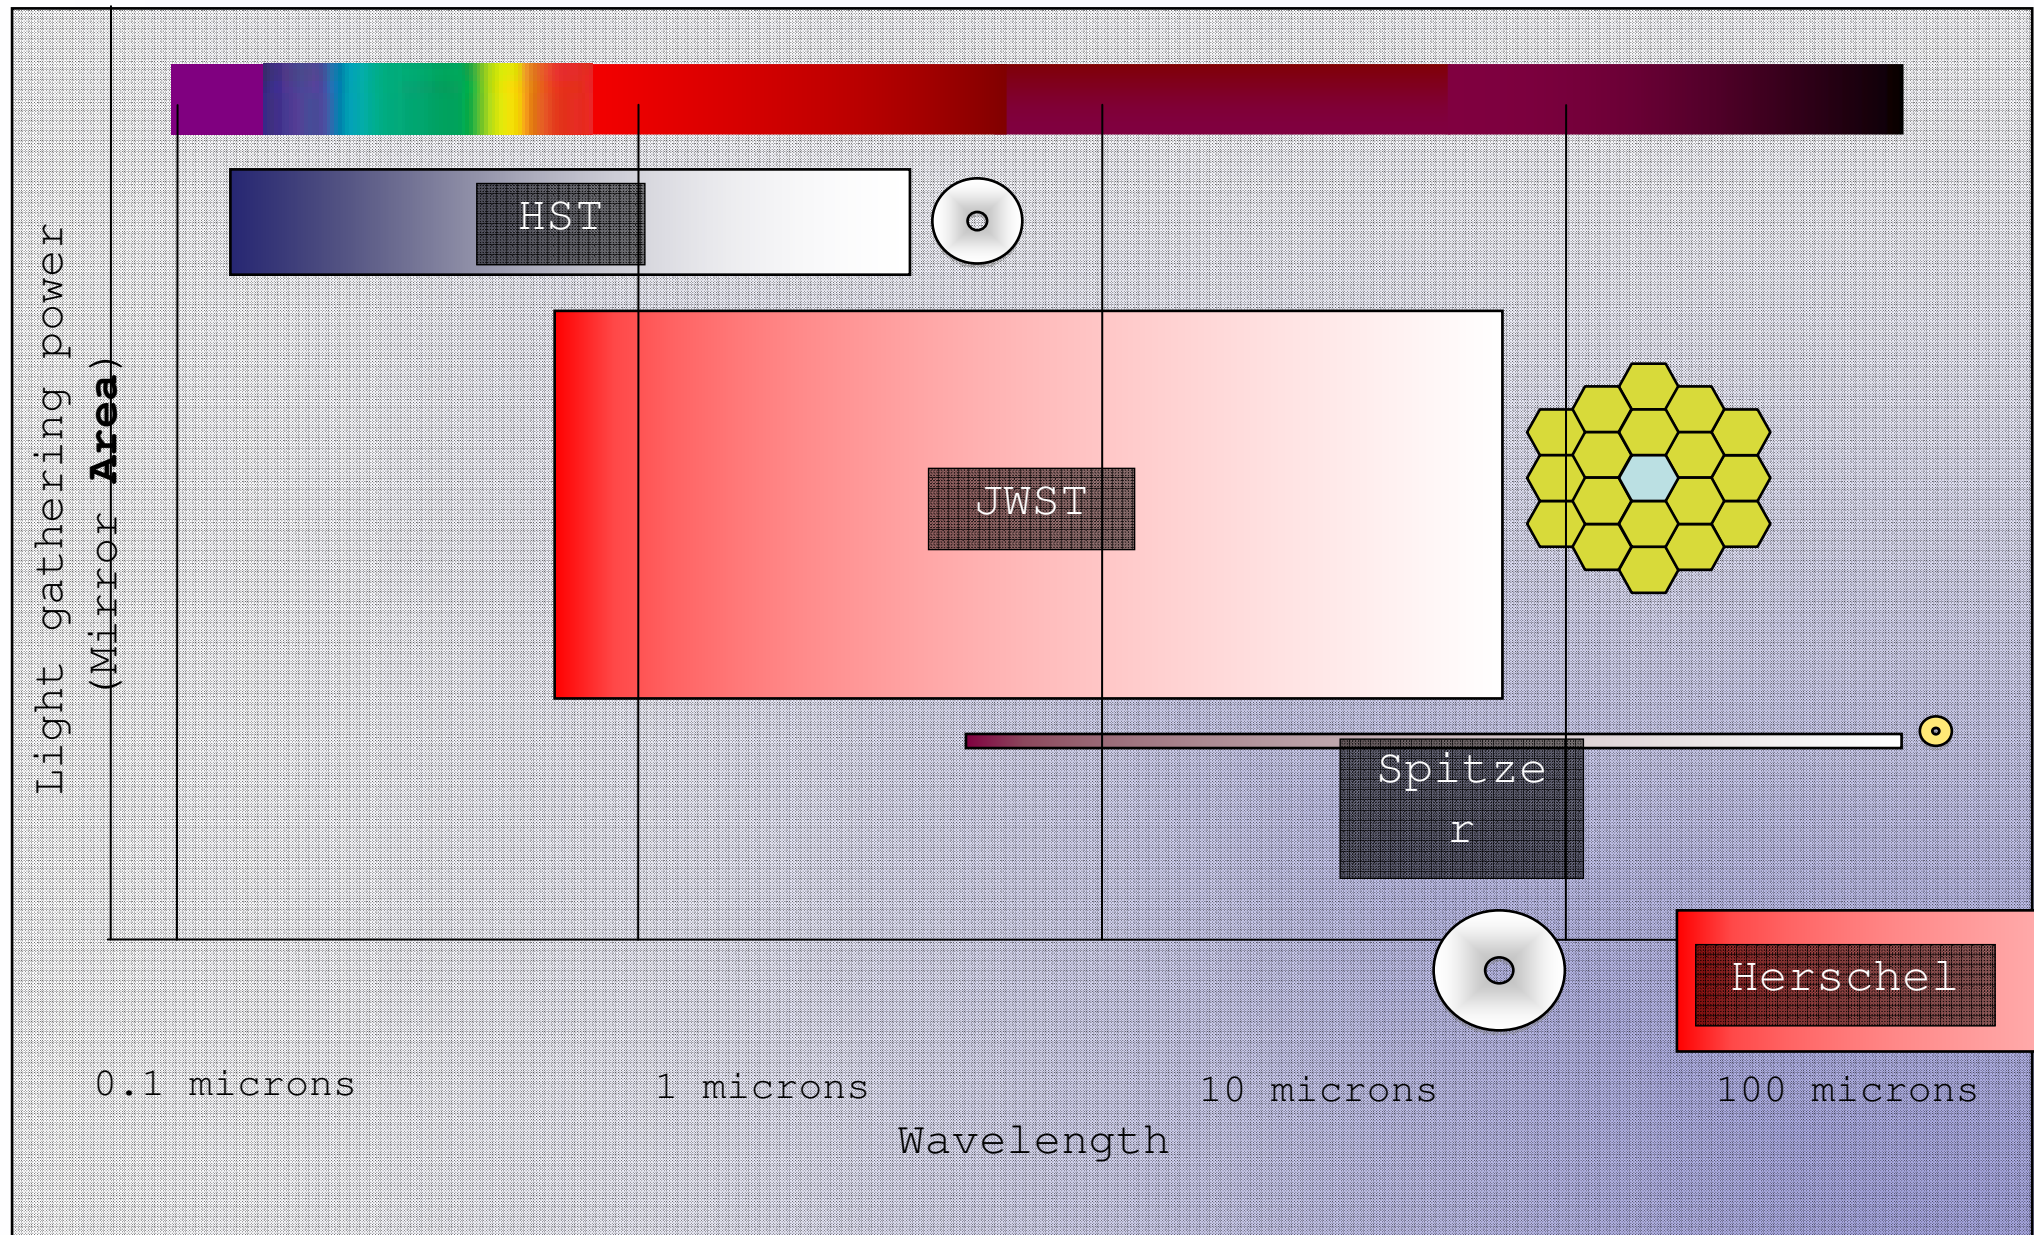 Light gathering power
(Mirror Area)
HST
JWST
Spitze
r
Herschel
0.1 microns
1 microns
10 microns
100 microns
Wavelength